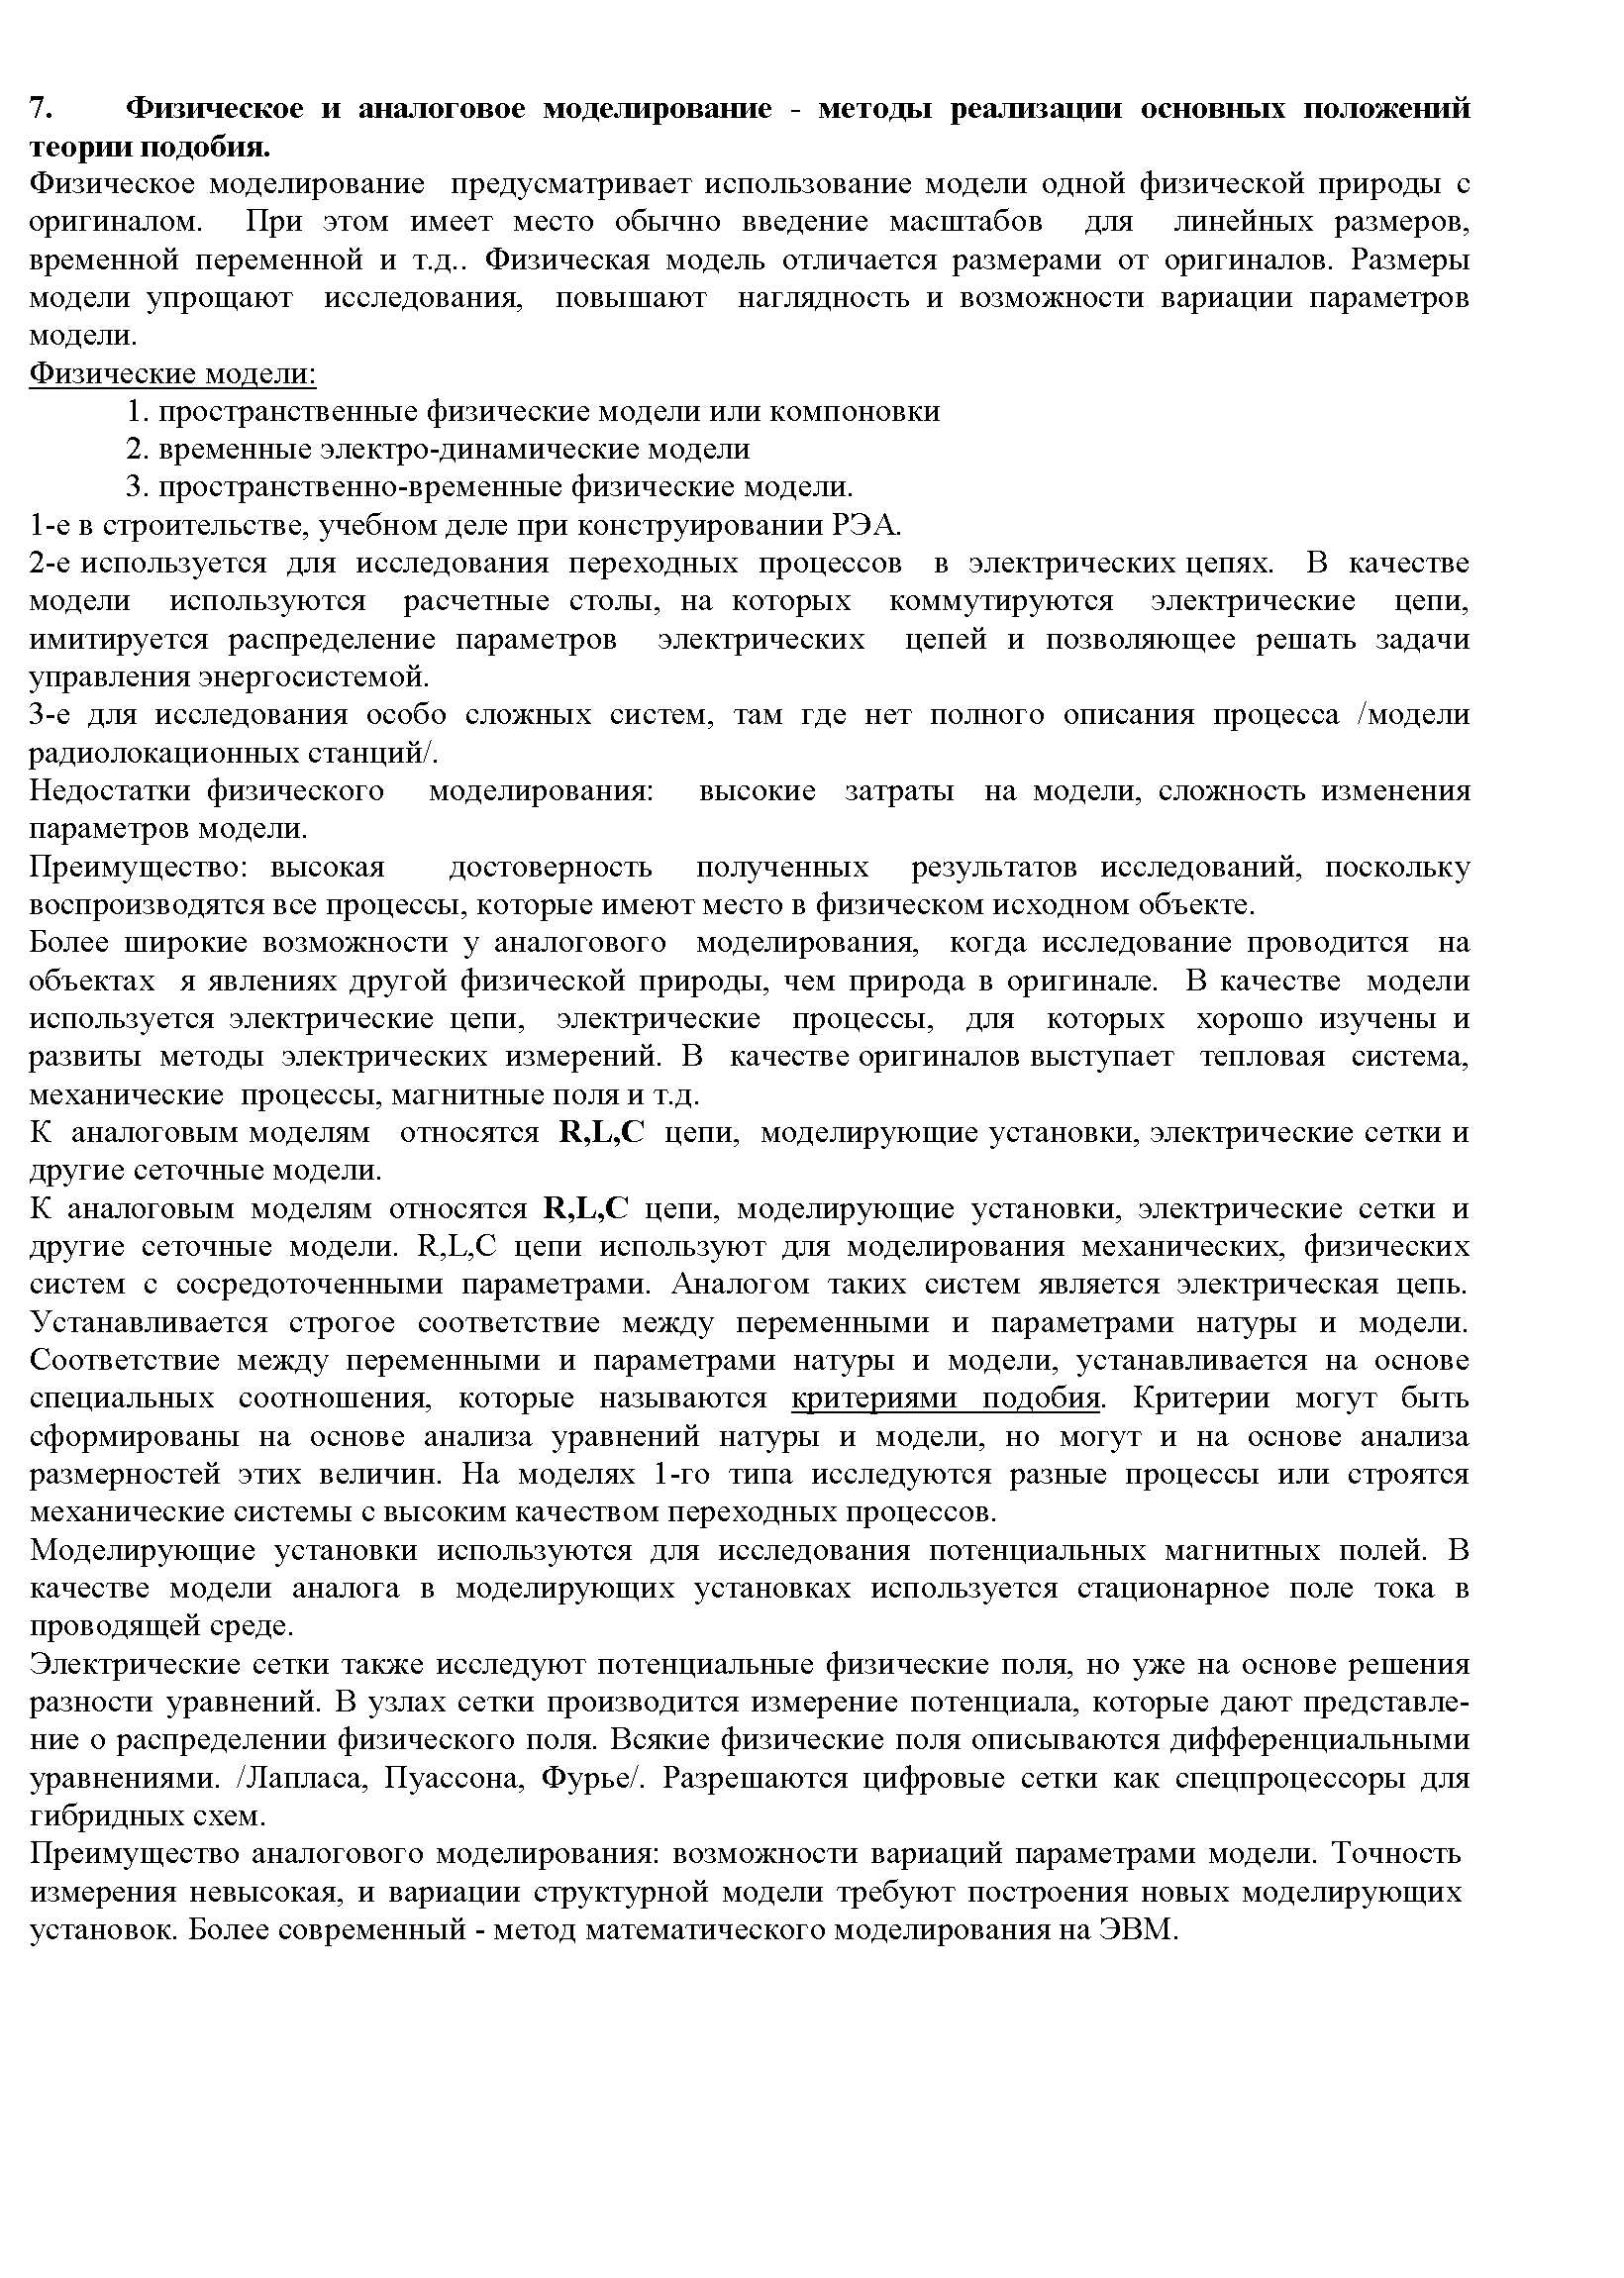 7. Физическое и аналоговое моделирование - методы реализации основных положений
теории подобия.
Физическое моделирование предусматривает использование модели одной физической природы с
оригиналом. При этом имеет место обычно введение масштабов для линейных размеров,
временной переменной и т.д.. Физическая модель отличается размерами от оригиналов. Размеры
модели упрощают исследования, повышают наглядность и возможности вариации параметров
модели.
Физические модели:
1. пространственные физические модели или компоновки
2. временные электро-динамические модели
3. пространственно-временные физические модели.
1-е в строительстве, учебном деле при конструировании РЭА.
2-е используется для исследования переходных процессов в электрических цепях. В качестве
модели используются расчетные столы, на которых коммутируются электрические цепи,
имитируется распределение параметров электрических цепей и позволяющее решать задачи
управления энергосистемой.
3-е для исследования особо сложных систем, там где нет полного описания процесса /модели
радиолокационных станций/.
Недостатки физического моделирования: высокие затраты на модели, сложность изменения
параметров модели.
Преимущество: высокая достоверность полученных результатов исследований, поскольку
воспроизводятся все процессы, которые имеют место в физическом исходном объекте.
Более широкие возможности у аналогового моделирования, когда исследование проводится на
объектах я явлениях другой физической природы, чем природа в оригинале. В качестве модели
используется электрические цепи, электрические процессы, для которых хорошо изучены и
развиты методы электрических измерений. В качестве оригиналов выступает тепловая система,
механические процессы, магнитные поля и т.д.
К аналоговым моделям относятся R,L,C цепи, моделирующие установки, электрические сетки и
другие сеточные модели.
К аналоговым моделям относятся R,L,C цепи, моделирующие установки, электрические сетки и
другие сеточные модели. R,L,C цепи используют для моделирования механических, физических
систем с сосредоточенными параметрами. Аналогом таких систем является электрическая цепь.
Устанавливается строгое соответствие между переменными и параметрами натуры и модели.
Соответствие между переменными и параметрами натуры и модели, устанавливается на основе
специальных соотношения, которые называются критериями подобия. Критерии могут быть
сформированы на основе анализа уравнений натуры и модели, но могут и на основе анализа
размерностей этих величин. На моделях 1-го типа исследуются разные процессы или строятся
механические системы с высоким качеством переходных процессов.
Моделирующие установки используются для исследования потенциальных магнитных полей. В
качестве модели аналога в моделирующих установках используется стационарное поле тока в
проводящей среде.
Электрические сетки также исследуют потенциальные физические поля, но уже на основе решения
разности уравнений. В узлах сетки производится измерение потенциала, которые дают представле-
ние о распределении физического поля. Всякие физические поля описываются дифференциальными
уравнениями. /Лапласа, Пуассона, Фурье/. Разрешаются цифровые сетки как спецпроцессоры для
гибридных схем.
Преимущество аналогового моделирования: возможности вариаций параметрами модели. Точность
измерения невысокая, и вариации структурной модели требуют построения новых моделирующих
установок. Более современный - метод математического моделирования на ЭВМ.